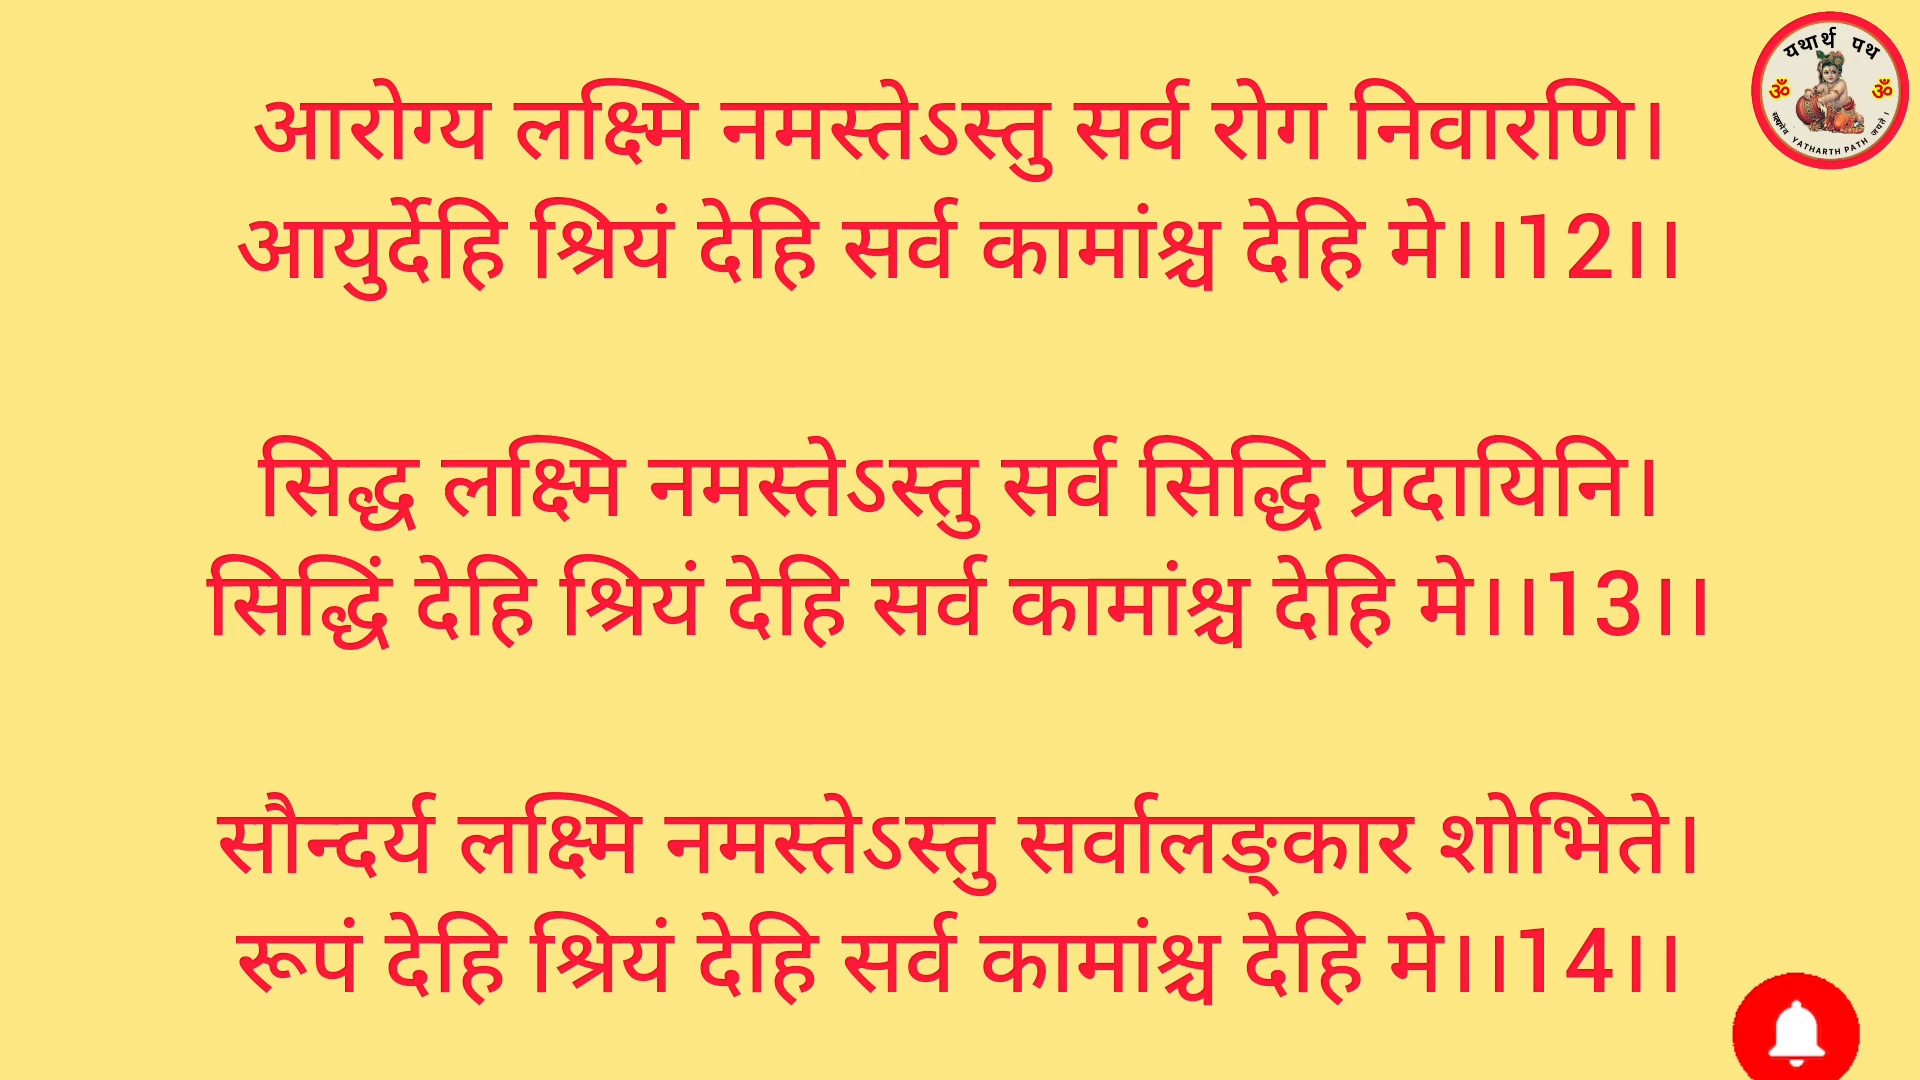 आरोग्य लक्ष्मि नमस्तेऽस्तु सर्व रोग निवारणि।
आयुर्देहि श्रियं देहि सर्व कामांश्च देहि मे।।12।।
सिद्ध लक्ष्मि नमस्तेऽस्तु सर्व सिद्धि प्रदायिनि।
सिद्धिं देहि श्रियं देहि सर्व कामांश्च देहि मे।।13।।
सौन्दर्य लक्ष्मि नमस्तेऽस्तु सर्वालङ्कार शोभिते।
रूपं देहि श्रियं देहि सर्व कामांश्च देहि मे।।14।।
यथार्थ पथ
ॐ ॐ
YATHARTH PATH
जयते।